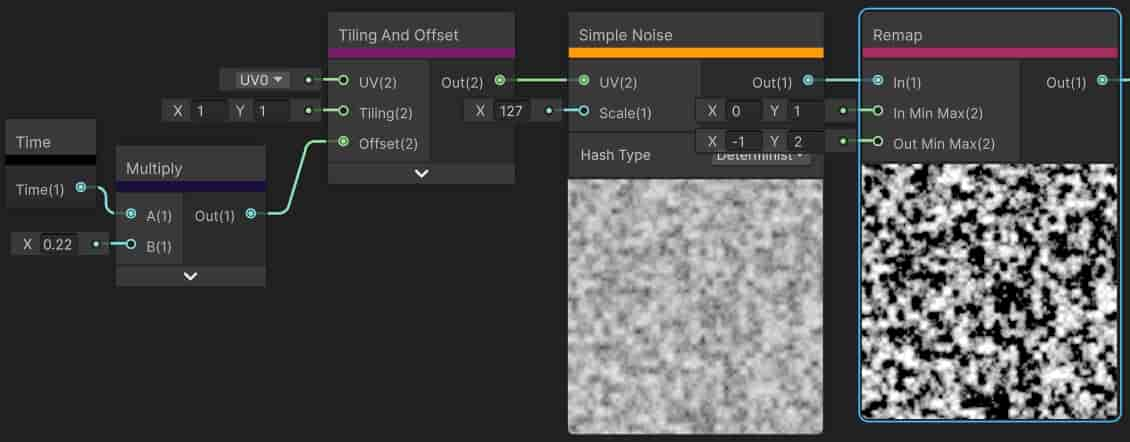 Time
Time(1)
X 0.22
Multiply
A(1) Out(1)
B(1)
Tiling And Offset
UV0 UV(2) Out(2)
X 1 Y 1 Tiling(2)
Offset(2)
Simple Noise
UV(2) Out(1)
X 127 Scale(1)
Hash Type Determinist
Remap
In(1) Out(1)
X 0 Y 1 In Min Max(2)
X -1 Y 2 Out Min Max(2)